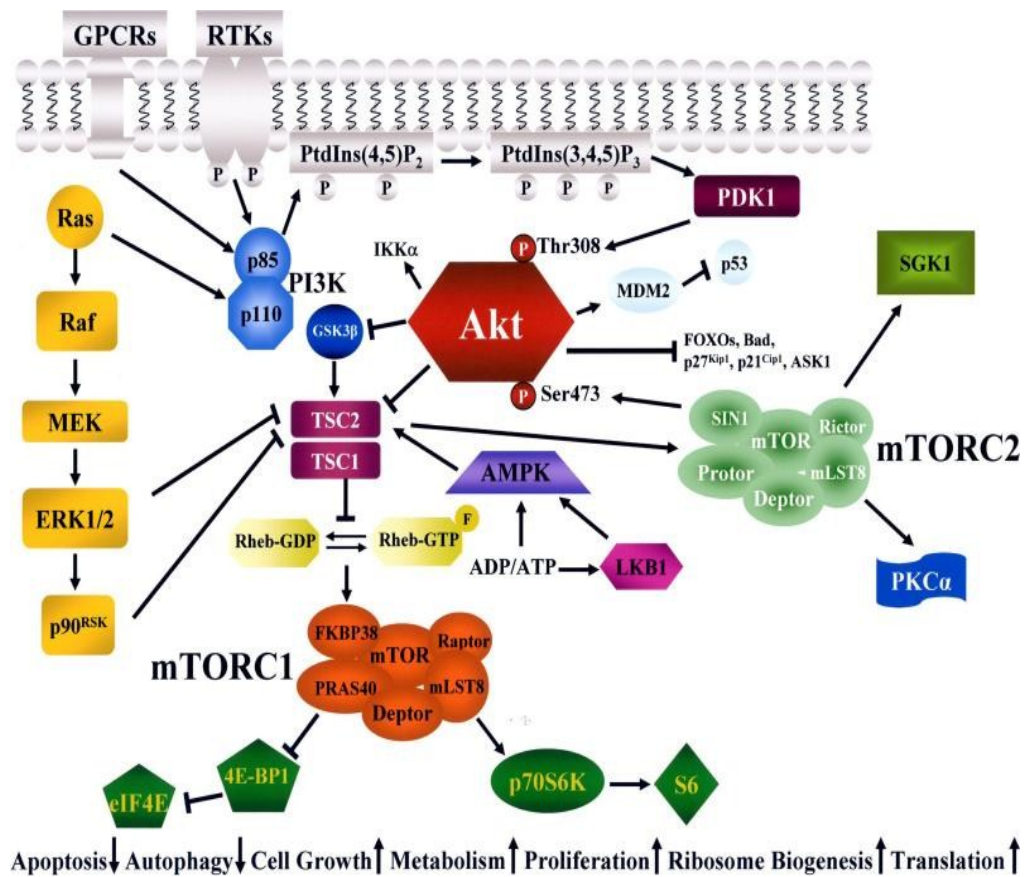 GPCRs
RTKs
PtdIns(4,5)P2
PtdIns(3,4,5)P3
P P
P P
P P P
PDK1
Ras
p85
PI3K
p110
IKKα
P Thr308
MDM2
p53
SGK1
Raf
GSK3β
Akt
FOXOs, Bad,
p27Kip1, p21Cip1, ASK1
P Ser473
MEK
TSC2
TSC1
SIN1
mTOR
Rictor
Protor
mLST8
Deptor
mTORC2
AMPK
ERK1/2
Rheb-GDP
Rheb-GTP
F
ADP/ATP
LKB1
PKCα
p90RSK
mTORC1
FKBP38
mTOR
Raptor
PRAS40
mLST8
Deptor
4E-BP1
eIF4E
p70S6K
S6
Apoptosis↓ Autophagy↓ Cell Growth↑ Metabolism↑ Proliferation↑ Ribosome Biogenesis↑ Translation↑